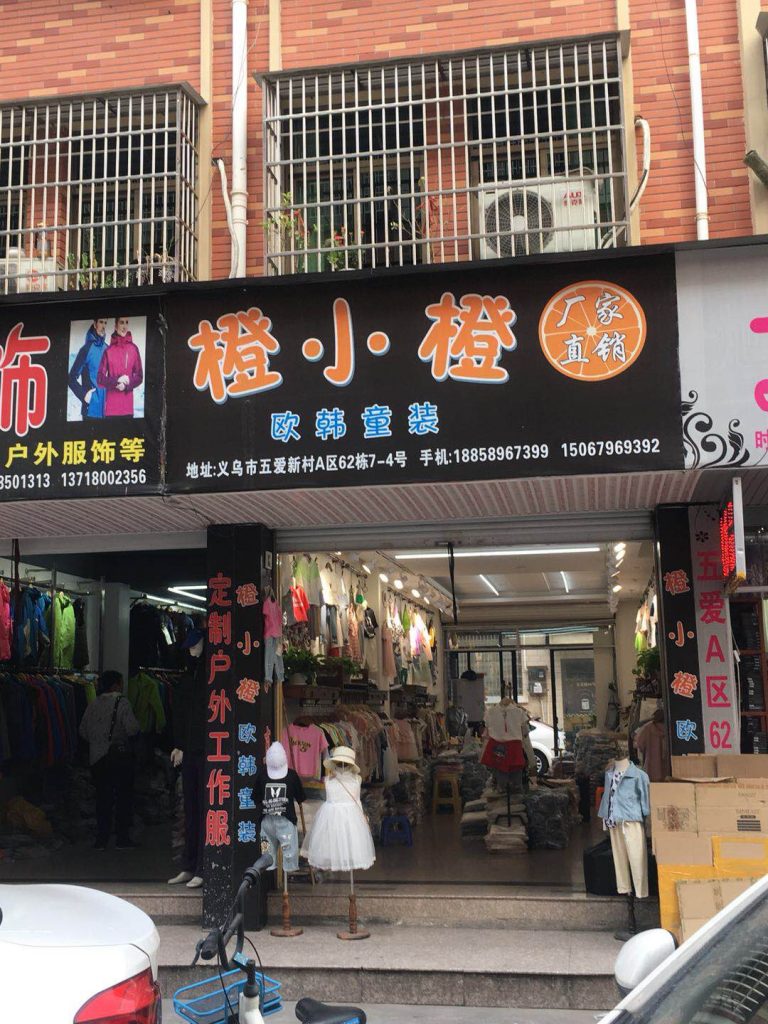 饰
户外服饰等
8501313 13718002356
橙·小·橙
厂家
直销
欧韩童装
地址:义乌市五爱新村A区62栋7-4号 手机:18858967399 15067969392
时
定制户外工作服
橙小橙欧韩童装
橙小橙欧
五爱A区62
AUX